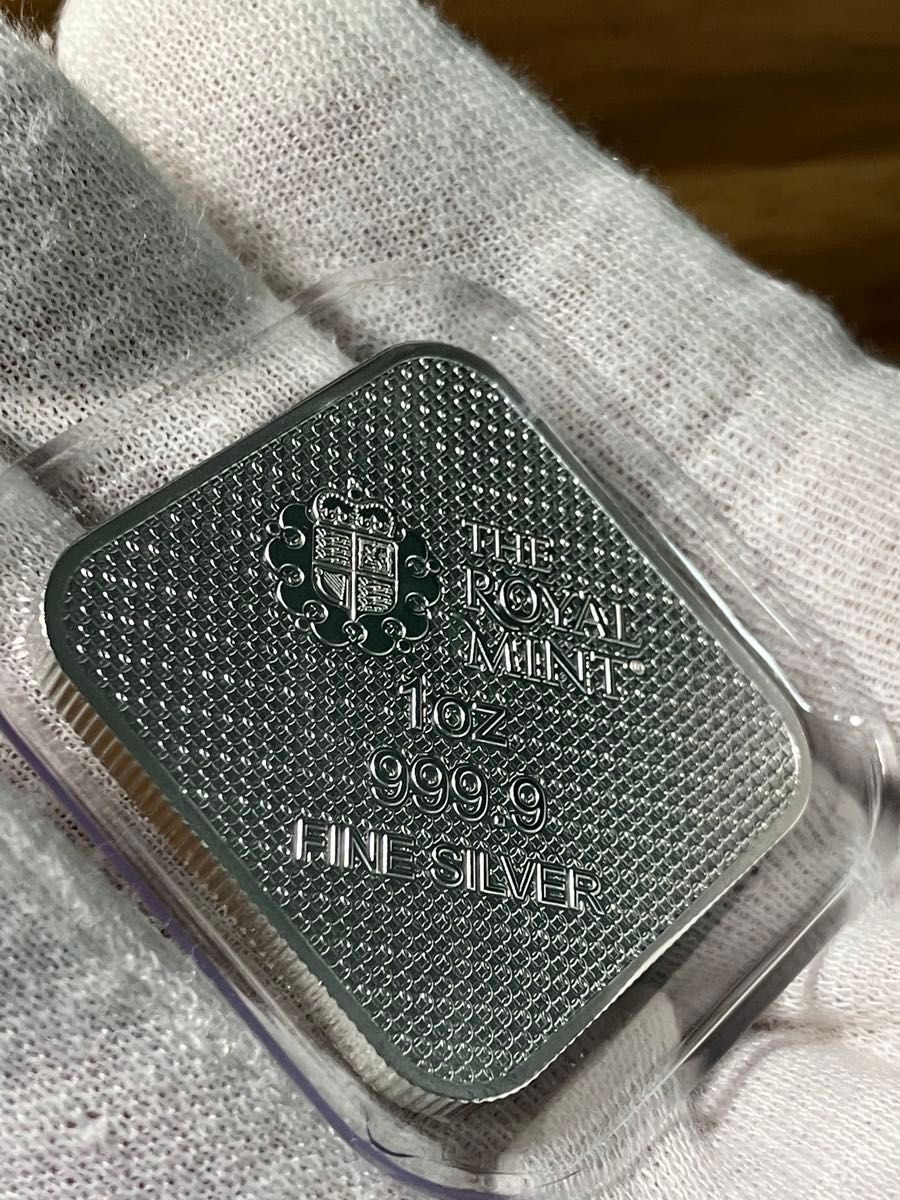 THE
ROYAL
MINT®
1oz
999.9
FINE SILVER